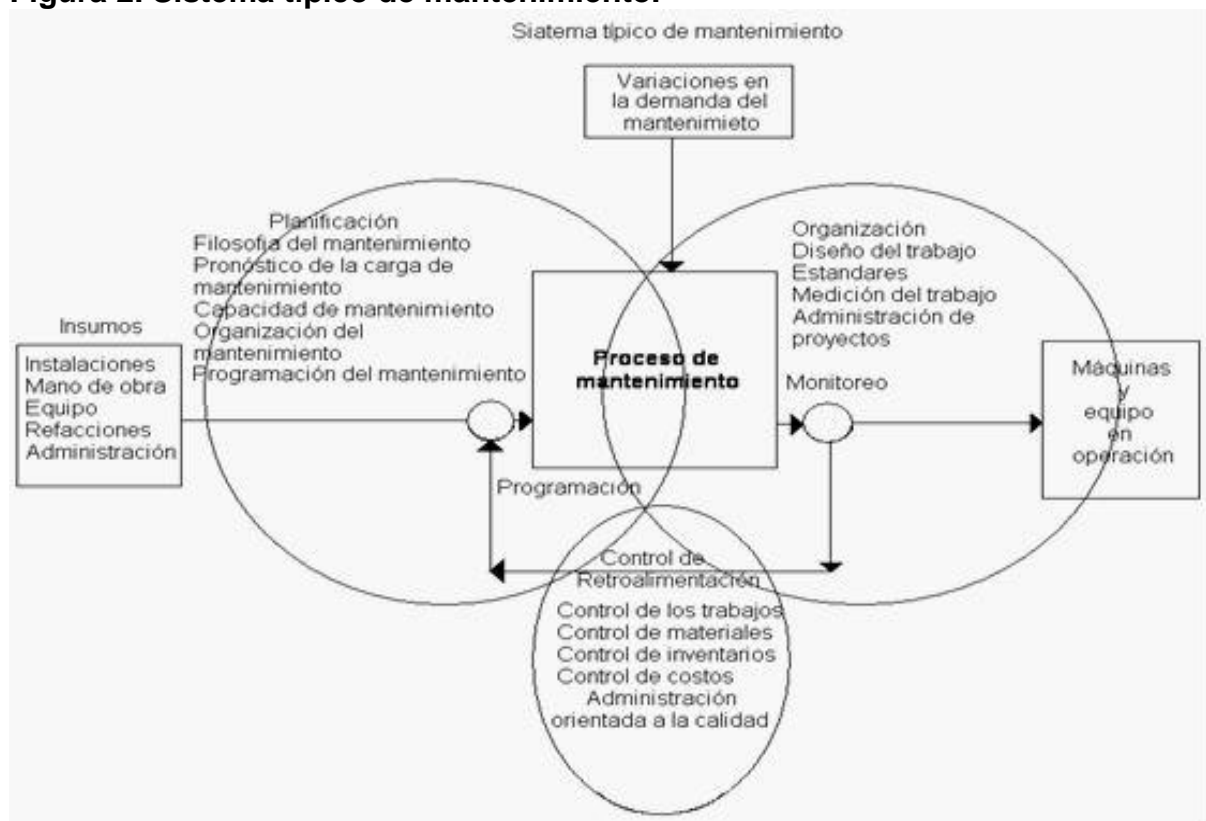 Figura 2. Sistema típico de mantenimiento.
Siatema típico de mantenimiento
Variaciones en
la demanda del
mantenimieto
Planificación
Filosofia del mantenimiento
Pronóstico de la carga de
mantenimiento
Capacidad de mantenimiento
Organización del
mantenimiento
Programación del mantenimiento
Organización
Diseño del trabajo
Estandares
Medición del trabajo
Administración de
proyectos
Insumos
Instalaciones
Mano de obra
Equipo
Refacciones
Administración
Proceso de
mantenimiento
Monitoreo
Máquinas
y
equipo
en
operación
Programación
Control de
Retroalimentación
Control de los trabajos
Control de materiales
Control de inventarios
Control de costos
Administración
orientada a la calidad